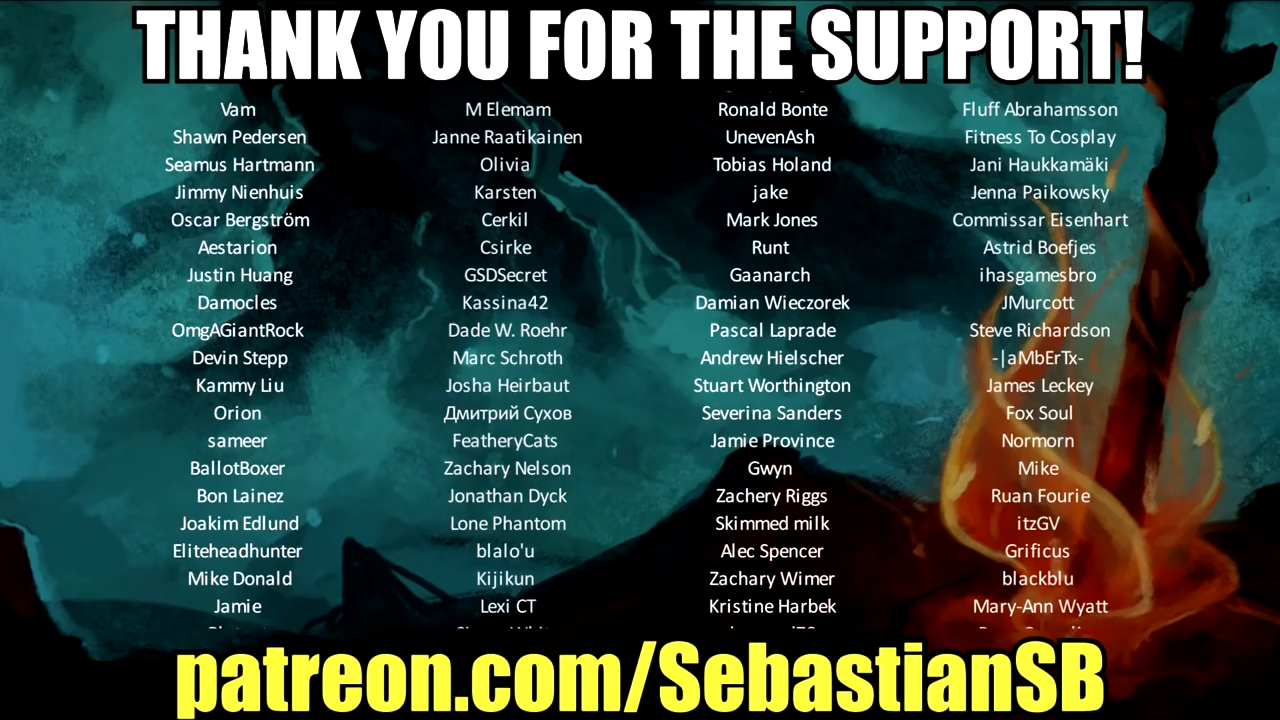 THANK YOU FOR THE SUPPORT!
Vam
Shawn Pedersen
Seamus Hartmann
Jimmy Nienhuis
Oscar Bergström
Aestarion
Justin Huang
Damocles
OmgAGiantRock
Devin Stepp
Kammy Liu
Orion
sameer
BallotBoxer
Bon Lainez
Joakim Edlund
Eliteheadhunter
Mike Donald
Jamie
M Elemam
Janne Raatikainen
Olivia
Karsten
Cerkil
Csirke
GSDSecret
Kassina42
Dade W. Roehr
Marc Schroth
Josha Heirbaut
Дмитрий Сухов
FeatheryCats
Zachary Nelson
Jonathan Dyck
Lone Phantom
blalo'u
Kijikun
Lexi CT
Ronald Bonte
UnevenAsh
Tobias Holand
jake
Mark Jones
Runt
Gaanarch
Damian Wieczorek
Pascal Laprade
Andrew Hielscher
Stuart Worthington
Severina Sanders
Jamie Province
Gwyn
Zachery Riggs
Skimmed milk
Alec Spencer
Zachary Wimer
Kristine Harbek
Fluff Abrahamsson
Fitness To Cosplay
Jani Haukkamäki
Jenna Paikowsky
Commissar Eisenhart
Astrid Boefjes
ihasgamesbro
JMurcott
Steve Richardson
-|aMbErTx-
James Leckey
Fox Soul
Normorn
Mike
Ruan Fourie
itzGV
Grificus
blackblu
Mary-Ann Wyatt
patreon.com/SebastianSB